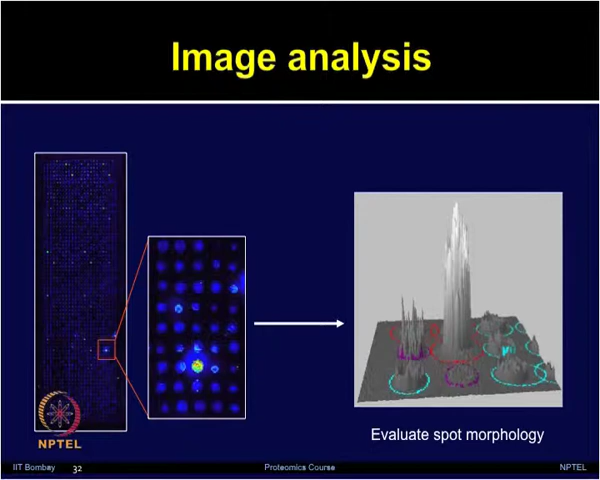 Image analysis
NPTEL
Evaluate spot morphology
IIT Bombay
32
Proteomics Course
NPTEL